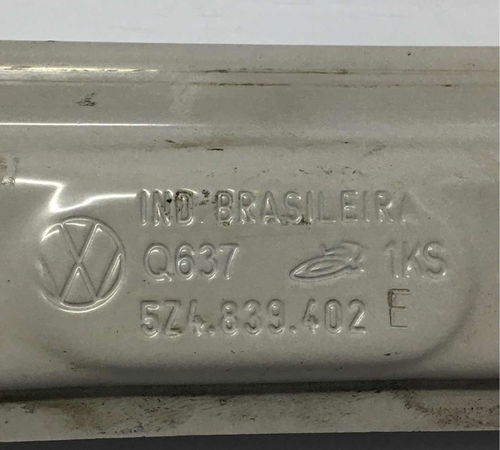 IND. BRASILEIRA
Q637 1KS
5Z4.839.402 E